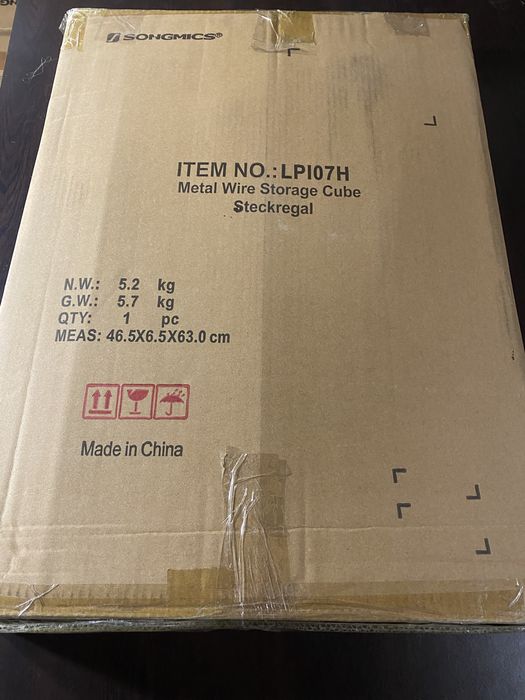 SONGMICS®
ITEM NO.: LPI07H
Metal Wire Storage Cube
Steckregal
N.W.: 5.2 kg
G.W.: 5.7 kg
QTY: 1 pc
MEAS: 46.5X6.5X63.0 cm
Made in China